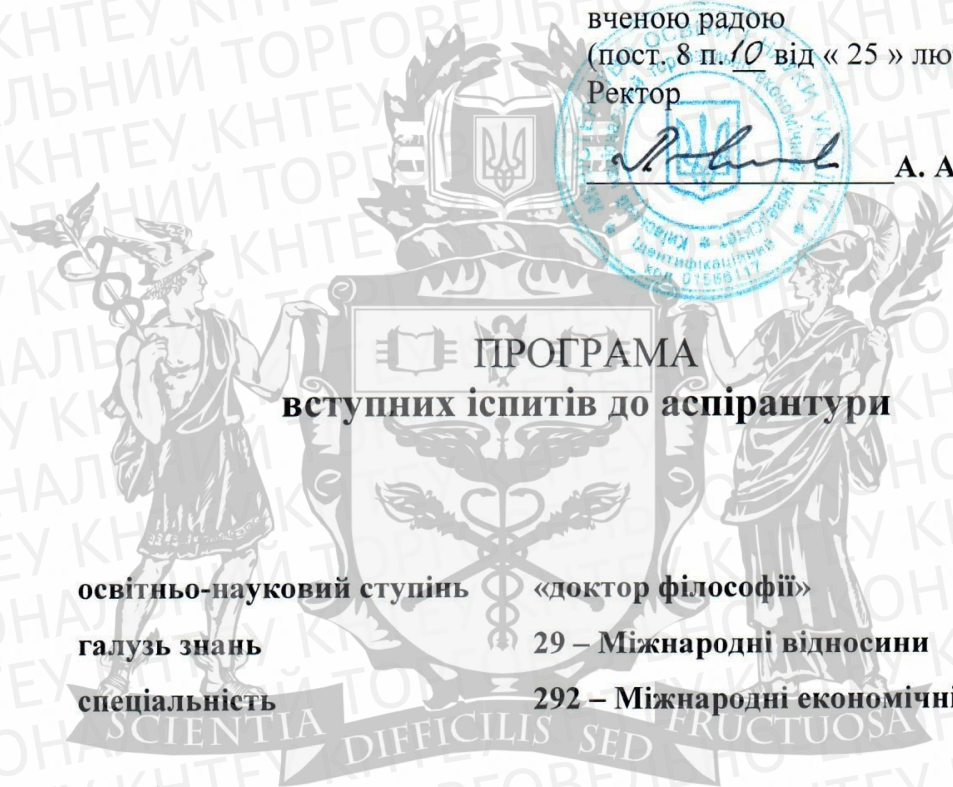 вченою радою
(пост. 8 п. 10 від « 25 » лю
Ректор
А. А
ПРОГРАМА
вступних іспитів до аспірантури
освітньо-науковий ступінь «доктор філософії»
галузь знань 29 – Міжнародні відносини
спеціальність 292 – Міжнародні економічні
SCIENTIA DIFFICILIS SED FRUCTUOSA